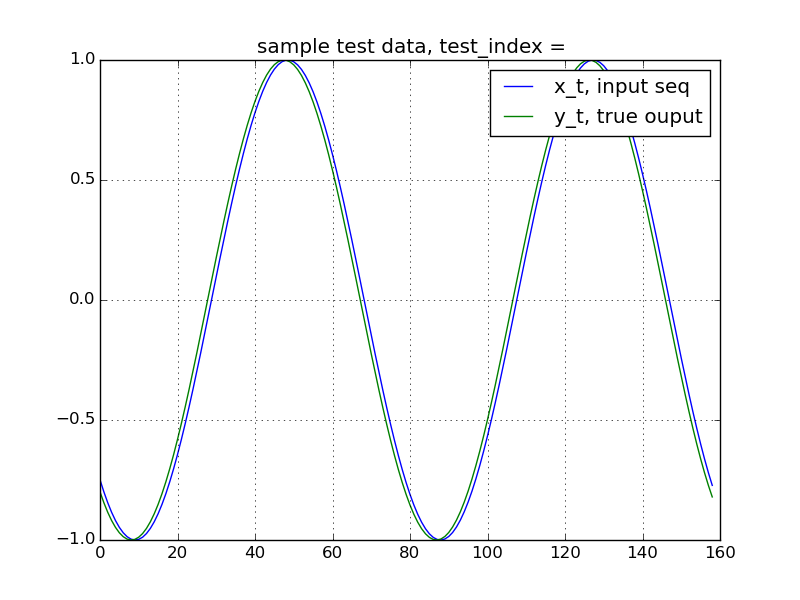 sample test data, test_index =
x_t, input seq
y_t, true ouput
1.0
0.5
0.0
−0.5
−1.0
0 20 40 60 80 100 120 140 160